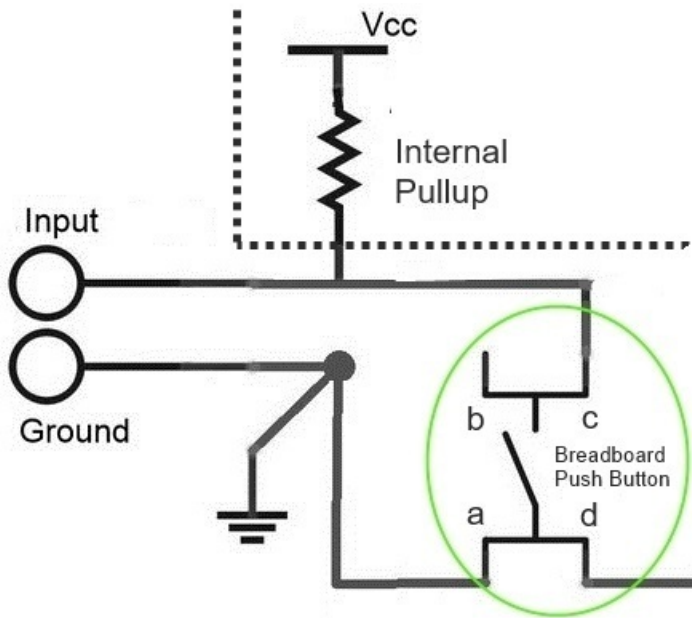 Vcc
Internal
Pullup
Input
Ground
b
c
Breadboard
Push Button
a
d